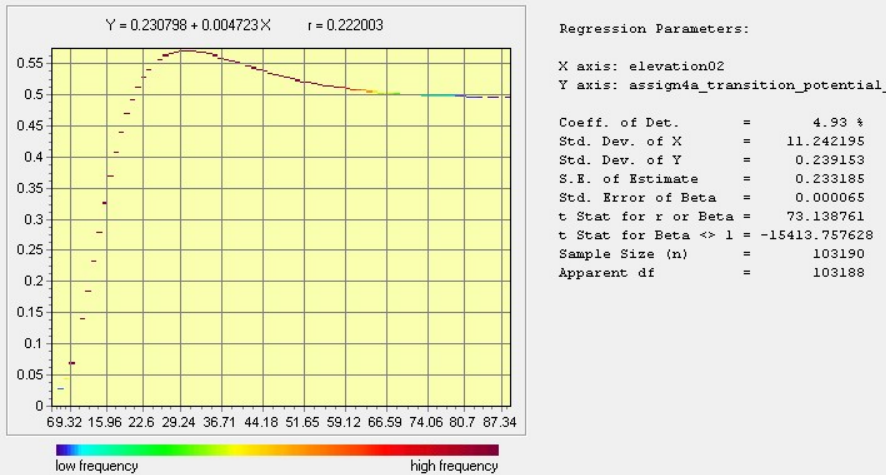 Y = 0.230798 + 0.004723 X r = 0.222003
0.55
0.5
0.45
0.4
0.35
0.3
0.25
0.2
0.15
0.1
0.05
0
69.32 15.96 22.6 29.24 36.71 44.18 51.65 59.12 66.59 74.06 80.7 87.34
low frequency high frequency
Regression Parameters:
X axis: elevation02
Y axis: assign4a_transition_potential_
Coeff. of Det. = 4.93 %
Std. Dev. of X = 11.242195
Std. Dev. of Y = 0.239153
S.E. of Estimate = 0.233185
Std. Error of Beta = 0.000065
t Stat for r or Beta = 73.138761
t Stat for Beta <> 1 = -15413.757628
Sample Size (n) = 103190
Apparent df = 103188